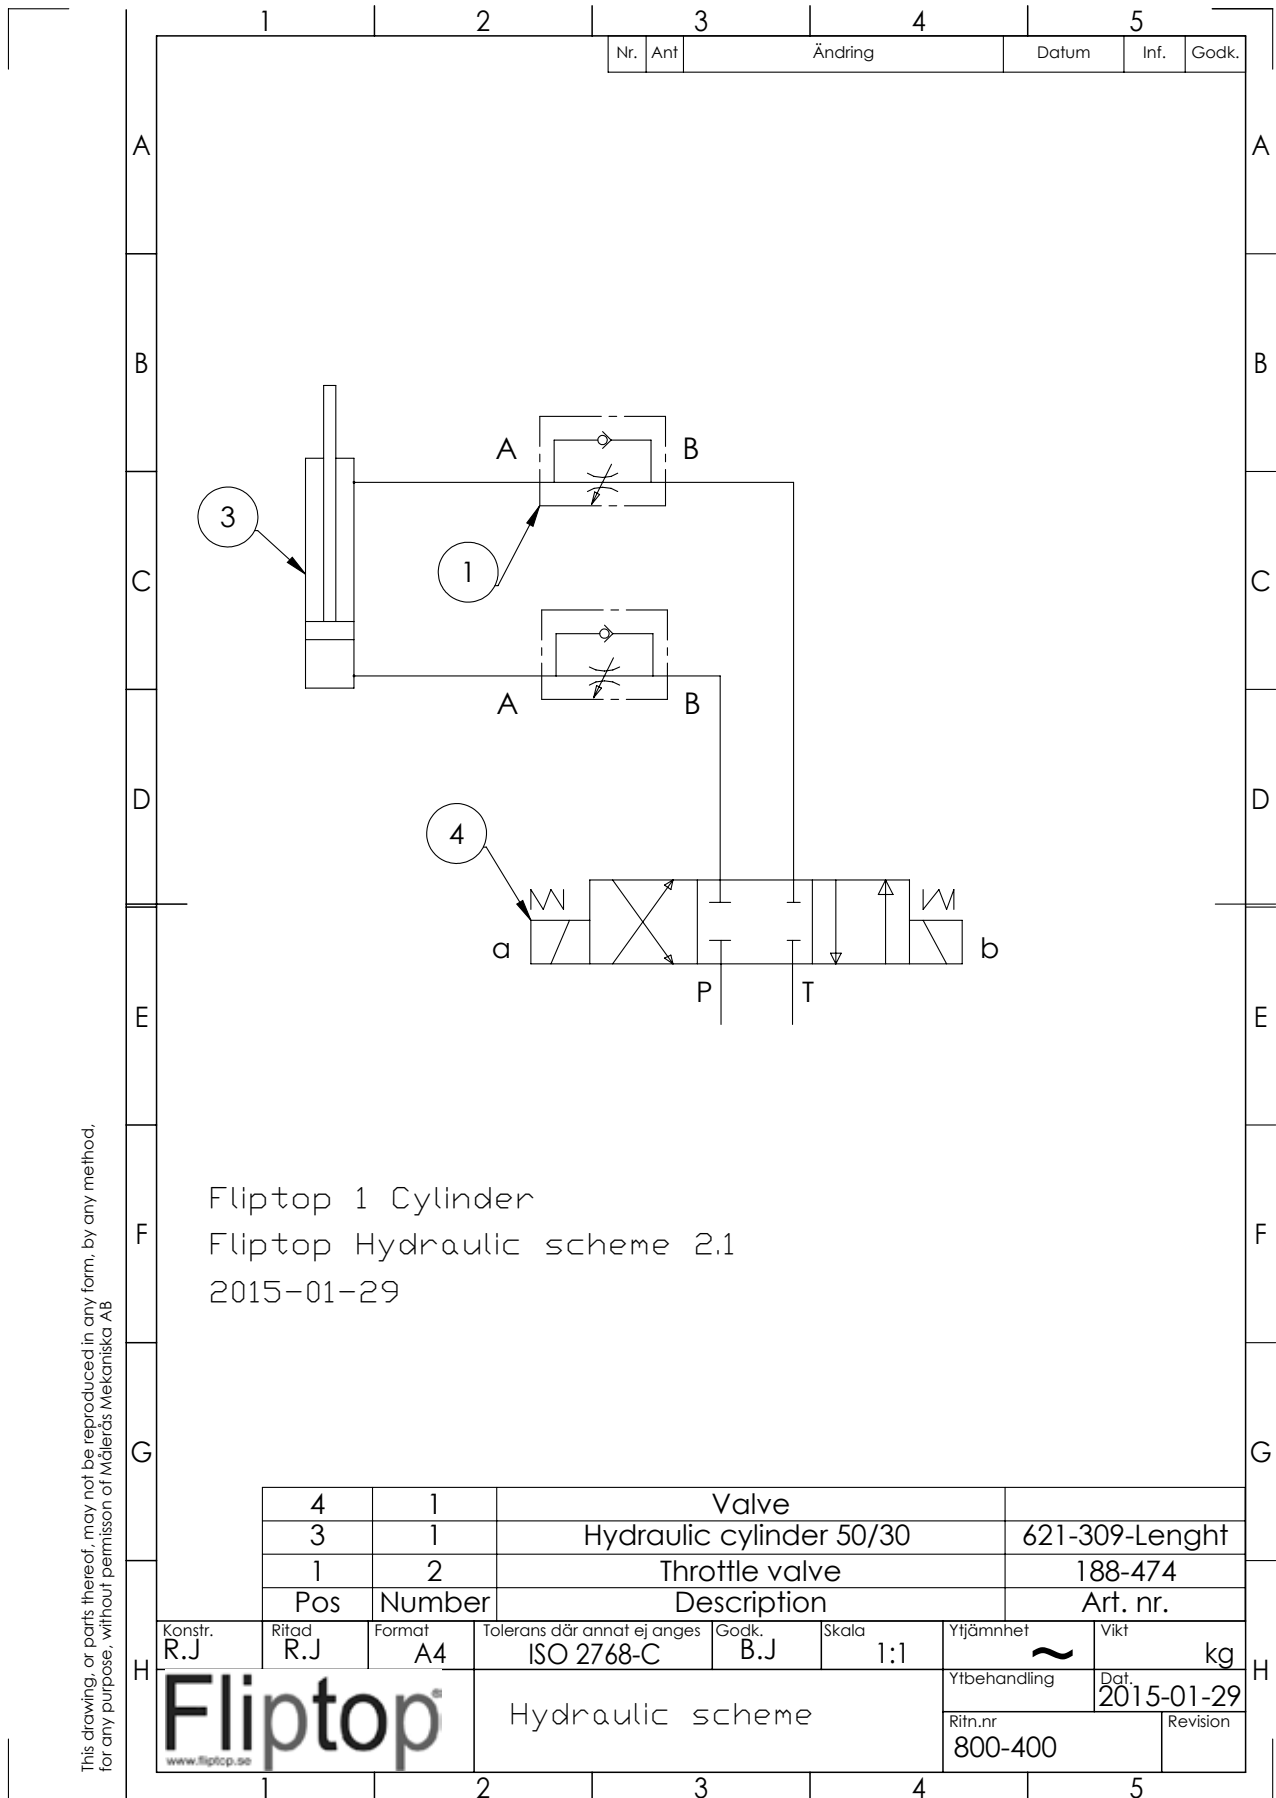 1 2 3 4 5
Nr. Ant Ändring Datum Inf. Godk.
A A
B B
A B
3
1
C C
A B
D D
4
a b
P T
E E
Fliptop 1 Cylinder
F F
Fliptop Hydraulic scheme 2.1
2015-01-29
This drawing, or parts thereof, may not be reproduced in any form, by any method,
for any purpose, without permisson of Målerås Mekaniska AB
G G
4 1 Valve
3 1 Hydraulic cylinder 50/30 621-309-Lenght
1 2 Throttle valve 188-474
Pos Number Description Art. nr.
Konstr. Ritad Format Tolerans där annat ej anges Godk. Skala Ytjämnhet Vikt
R.J R.J A4 ISO 2768-C B.J 1:1 ~ kg
H H
Fliptop
www.fliptop.se
Hydraulic scheme
Ytbehandling Dat.
2015-01-29
Ritn.nr Revision
800-400
1 2 3 4 5